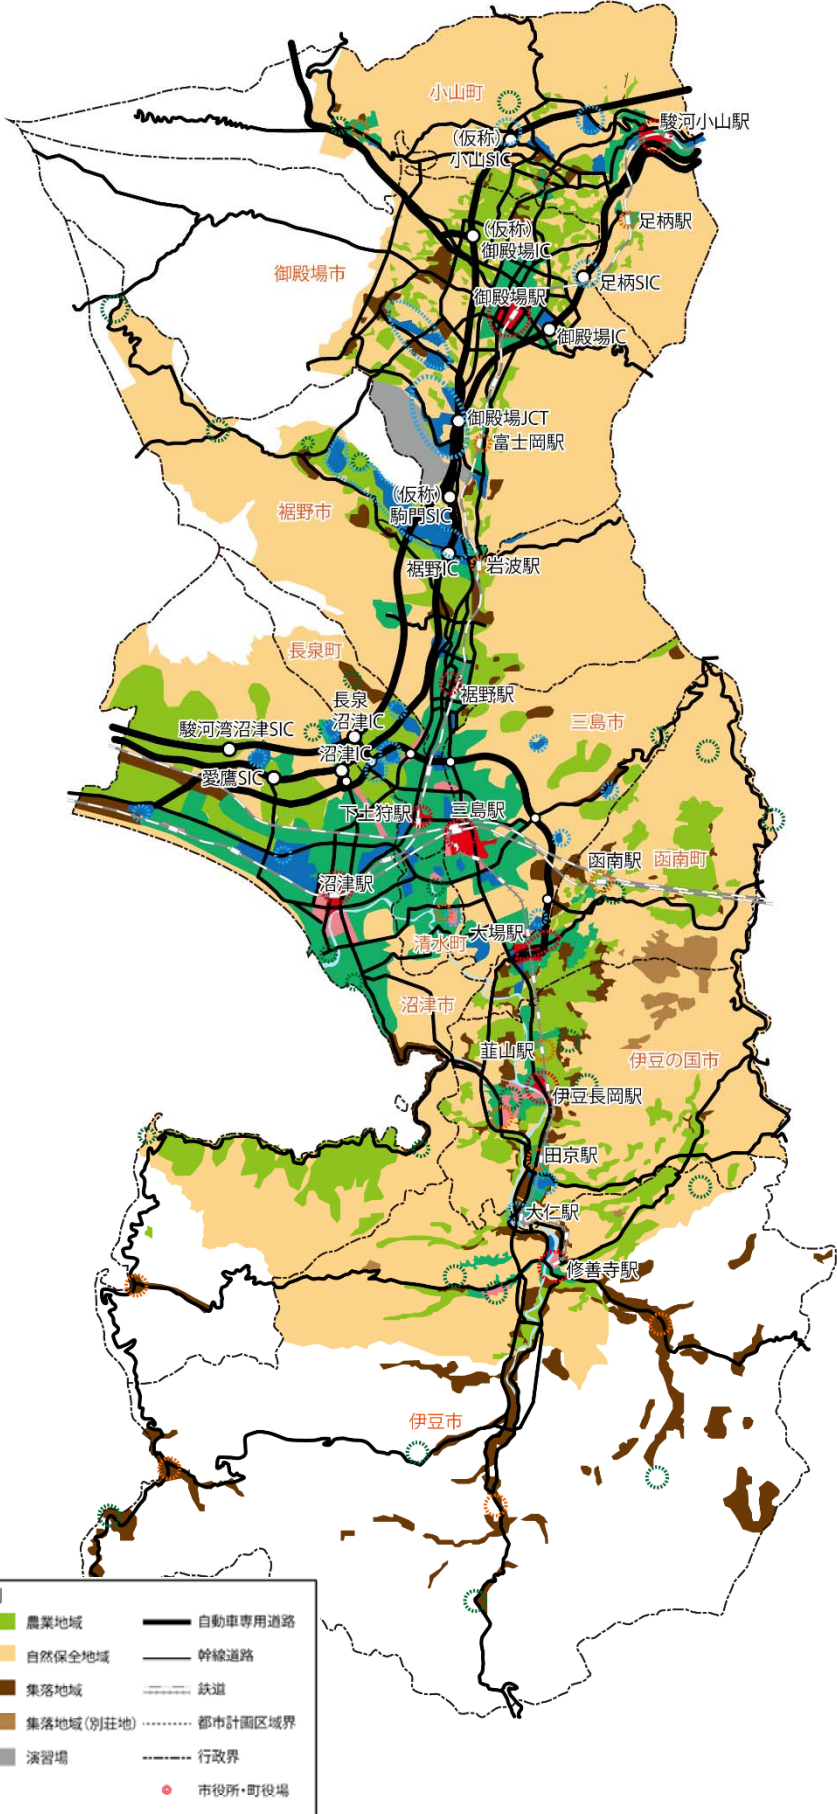 小山町
駿河小山駅
(仮称)
小山SIC
足柄駅
(仮称)
御殿場IC
御殿場市
足柄SIC
御殿場駅
御殿場IC
御殿場JCT
富士岡駅
(仮称)
駒門SIC
裾野市
裾野IC
岩波駅
長泉町
裾野駅
長泉
沼津IC
三島市
駿河湾沼津SIC
沼津IC
愛鷹SIC
下土狩駅
三島駅
函南駅
函南町
沼津駅
清水町
大場駅
沼津市
韮山駅
伊豆の国市
伊豆長岡駅
田京駅
大仁駅
修善寺駅
伊豆市
農業地域
自動車専用道路
自然保全地域
幹線道路
集落地域
鉄道
集落地域(別荘地)
都市計画区域界
演習場
行政界
市役所・町役場